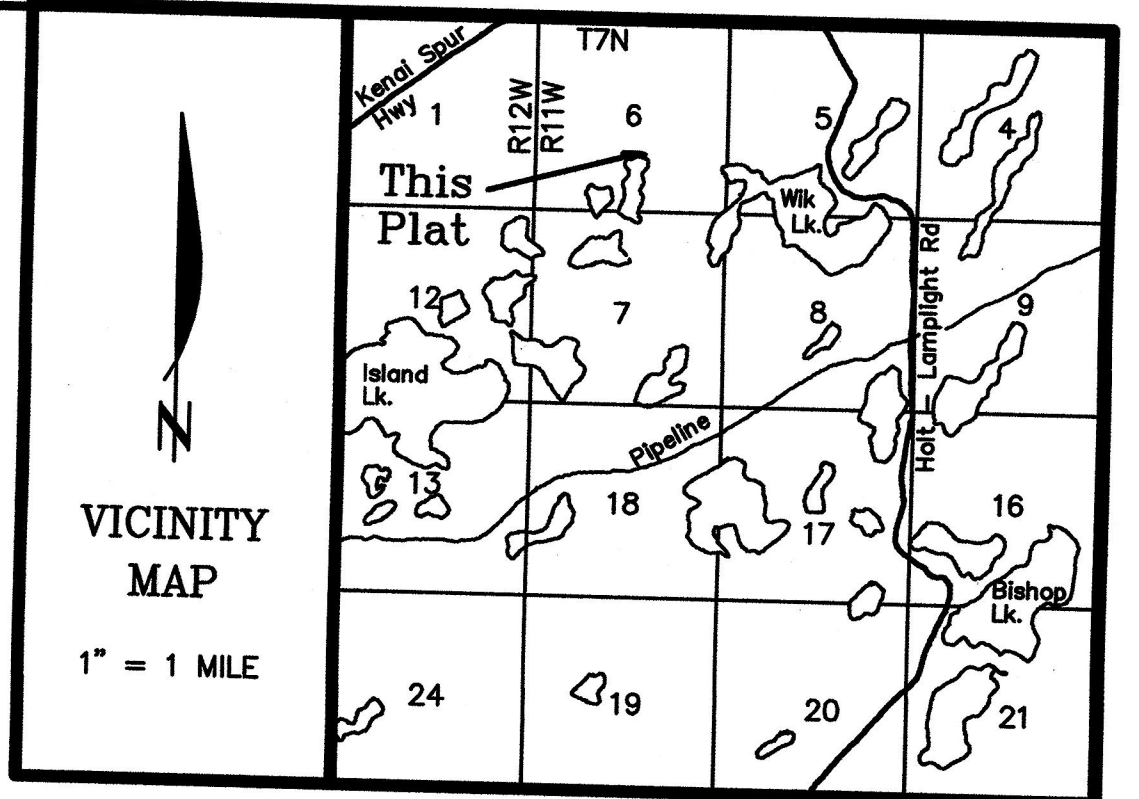 N
VICINITY
MAP
1" = 1 MILE
T7N
Kenai Spur
Hwy
R12W
R11W
1
6
5
4
This
Plat
Wik
Lk.
Holt - Lamplight Rd
12
7
8
9
Island
Lk.
Pipeline
13
18
17
16
Bishop
Lk.
24
19
20
21